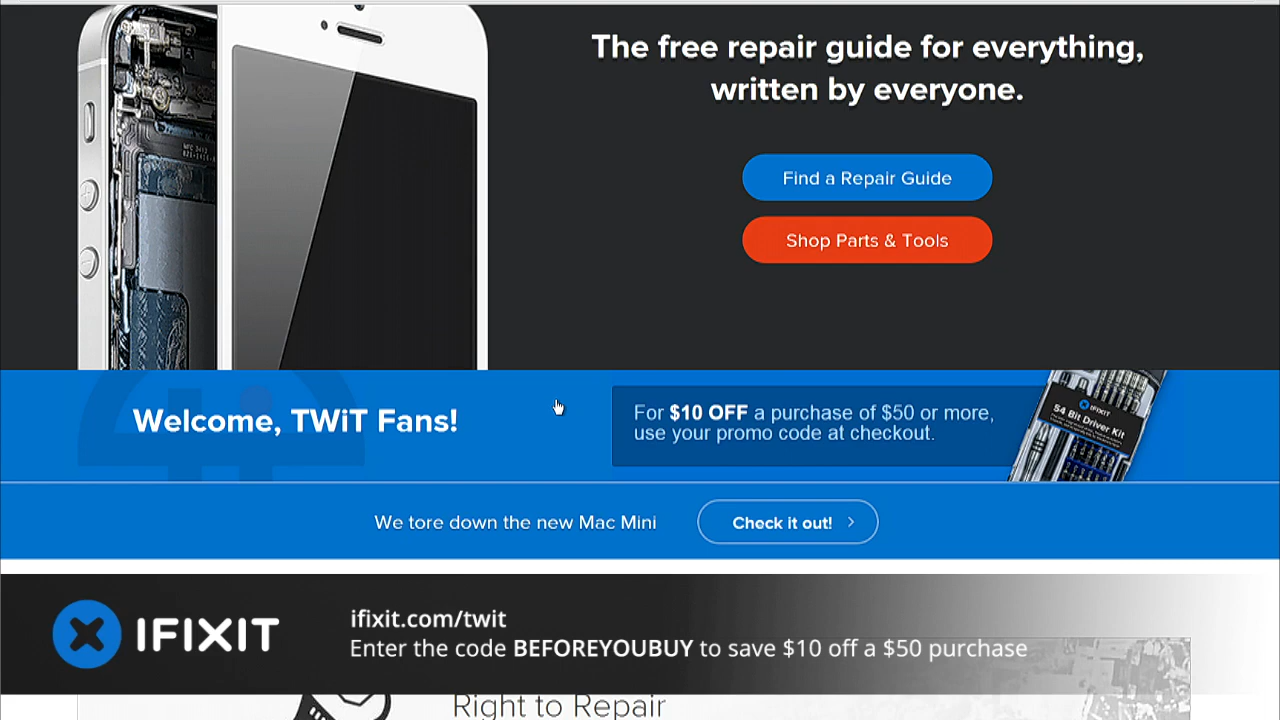 The free repair guide for everything,
written by everyone.
Find a Repair Guide
Shop Parts & Tools
Welcome, TWiT Fans!
For $10 OFF a purchase of $50 or more,
use your promo code at checkout.
IFIXIT
54 Bit Driver Kit
We tore down the new Mac Mini
Check it out!
IFIXIT
ifixit.com/twit
Enter the code BEFOREYOUBUY to save $10 off a $50 purchase
Right to Repair